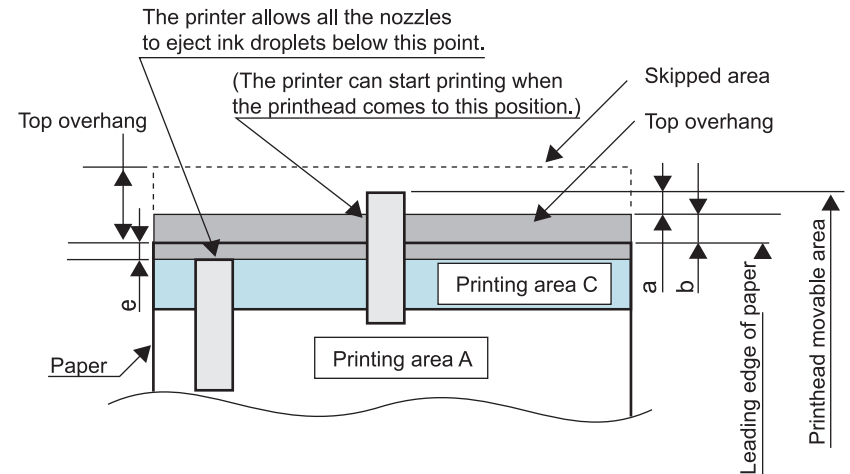 The printer allows all the nozzles
to eject ink droplets below this point.
(The printer can start printing when
the printhead comes to this position.)
Skipped area
Top overhang
Top overhang
Printing area C
Printing area A
e
Paper
a
b
Leading edge of paper
Printhead movable area